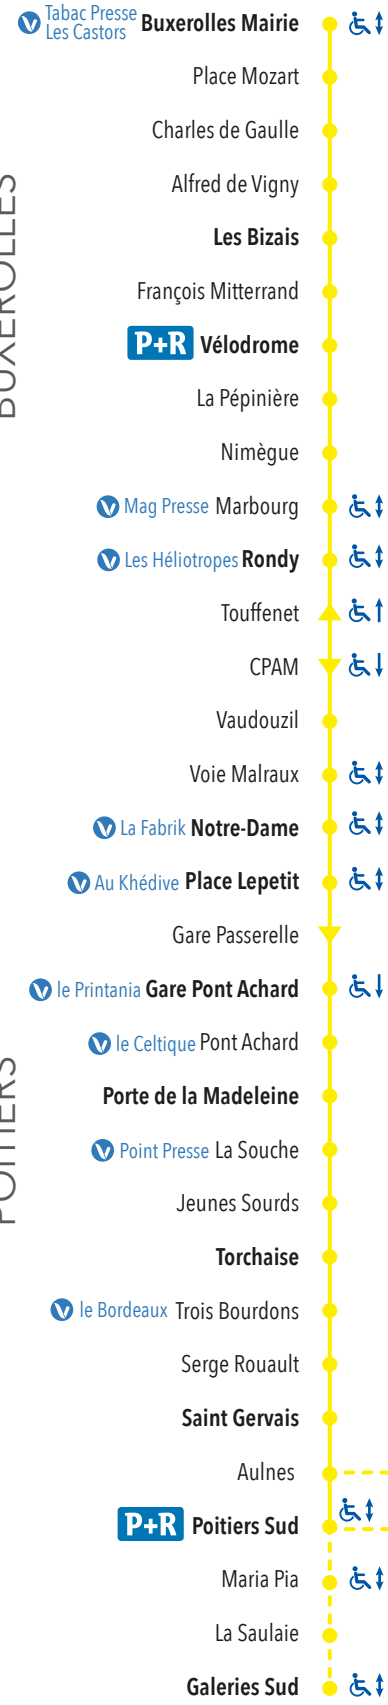 Tabac Presse
Les Castors Buxerolles Mairie
Place Mozart
Charles de Gaulle
Alfred de Vigny
BUXEROLLES
Les Bizais
François Mitterrand
P+R Vélodrome
La Pépinière
Nimègue
Mag Presse Marbourg
Les Héliotropes Rondy
Touffenet
CPAM
Vaudouzil
Voie Malraux
La Fabrik Notre-Dame
Au Khédive Place Lepetit
Gare Passerelle
le Printania Gare Pont Achard
le Celtique Pont Achard
Porte de la Madeleine
POITIERS
Point Presse La Souche
Jeunes Sourds
Torchaise
le Bordeaux Trois Bourdons
Serge Rouault
Saint Gervais
Aulnes
P+R Poitiers Sud
Maria Pia
La Saulaie
Galeries Sud